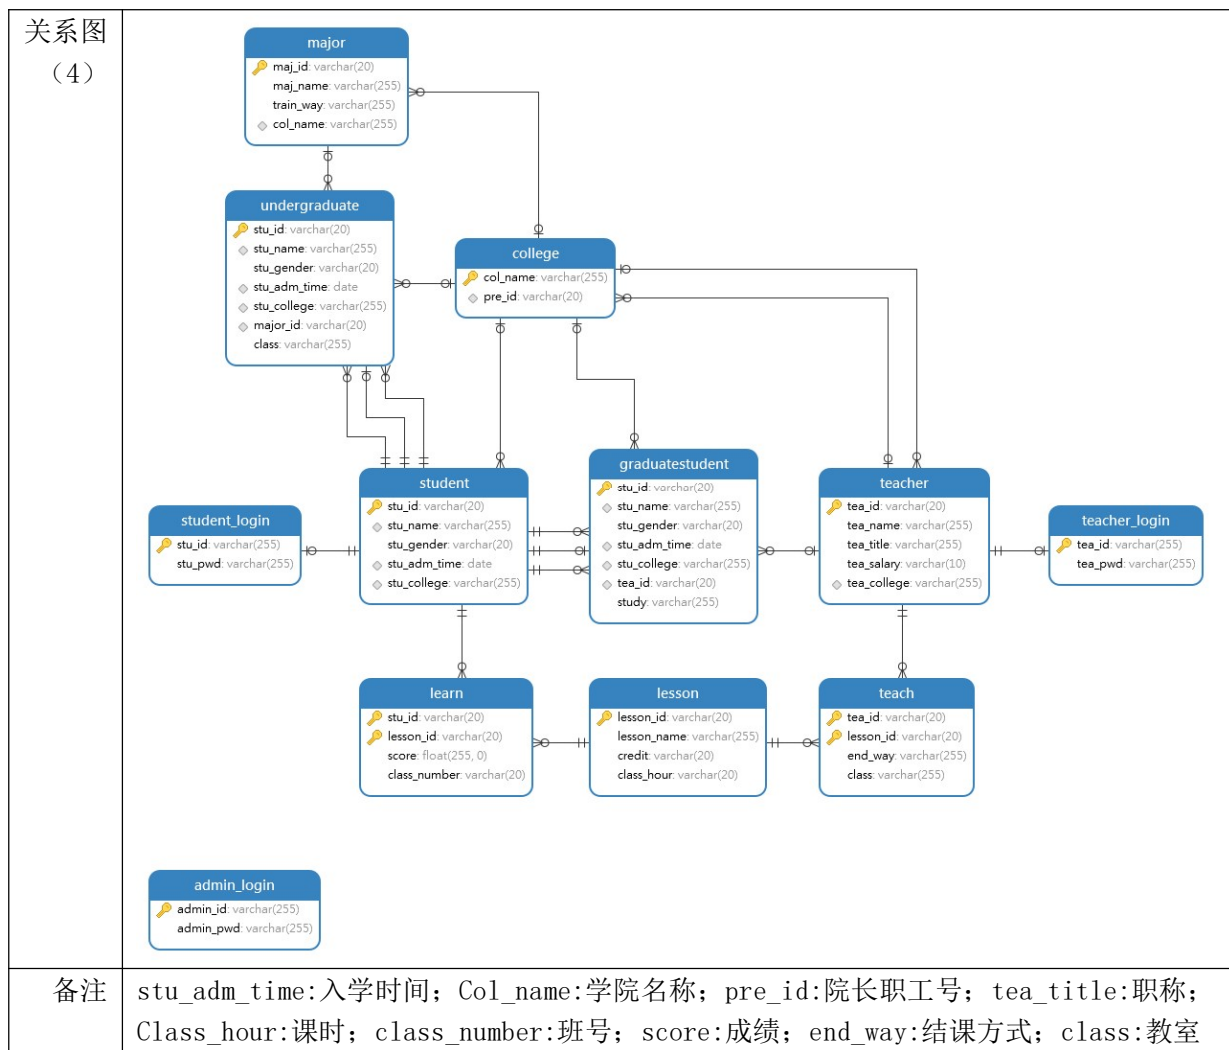 关系图
（4）
major
maj_id: varchar(20)
maj_name: varchar(255)
train_way: varchar(255)
col_name: varchar(255)
undergraduate
stu_id: varchar(20)
stu_name: varchar(255)
stu_gender: varchar(20)
stu_adm_time: date
stu_college: varchar(255)
major_id: varchar(20)
class: varchar(255)
college
col_name: varchar(255)
pre_id: varchar(20)
student_login
stu_id: varchar(255)
stu_pwd: varchar(255)
student
stu_id: varchar(20)
stu_name: varchar(255)
stu_gender: varchar(20)
stu_adm_time: date
stu_college: varchar(255)
graduatestudent
stu_id: varchar(20)
stu_name: varchar(255)
stu_gender: varchar(20)
stu_adm_time: date
stu_college: varchar(255)
tea_id: varchar(20)
study: varchar(255)
teacher
tea_id: varchar(20)
tea_name: varchar(255)
tea_title: varchar(255)
tea_salary: varchar(10)
tea_college: varchar(255)
teacher_login
tea_id: varchar(255)
tea_pwd: varchar(255)
learn
stu_id: varchar(20)
lesson_id: varchar(20)
score: float(255, 0)
class_number: varchar(20)
lesson
lesson_id: varchar(20)
lesson_name: varchar(255)
credit: varchar(20)
class_hour: varchar(20)
teach
tea_id: varchar(20)
lesson_id: varchar(20)
end_way: varchar(255)
class: varchar(255)
admin_login
admin_id: varchar(255)
admin_pwd: varchar(255)
备注
stu_adm_time:入学时间；Col_name:学院名称；pre_id:院长职工号；tea_title:职称；
Class_hour:课时；class_number:班号；score:成绩；end_way:结课方式；class:教室